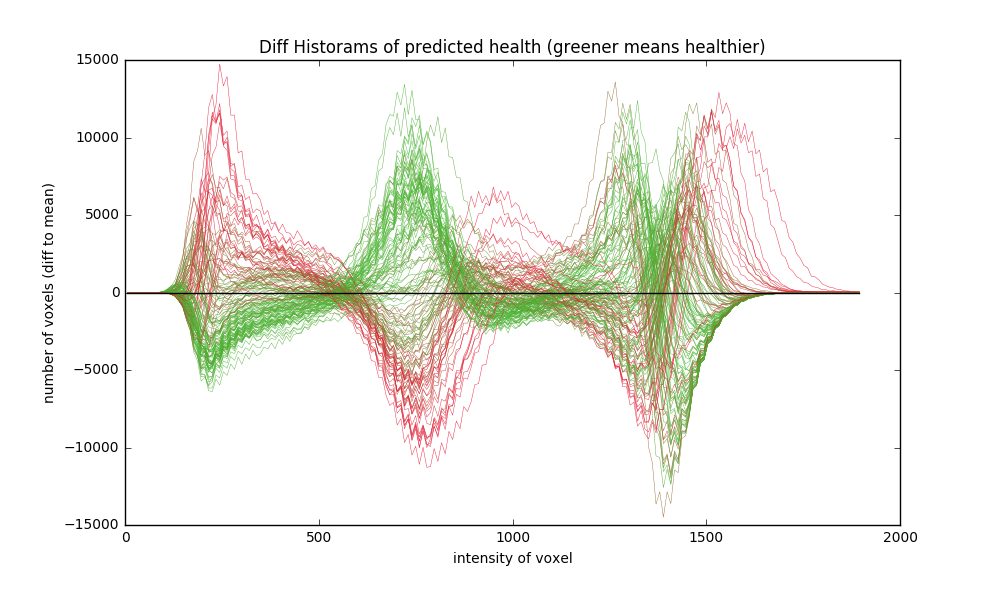 Diff Historams of predicted health (greener means healthier)
15000
10000
5000
0
−5000
−10000
−15000
number of voxels (diff to mean)
0 500 1000 1500 2000
intensity of voxel